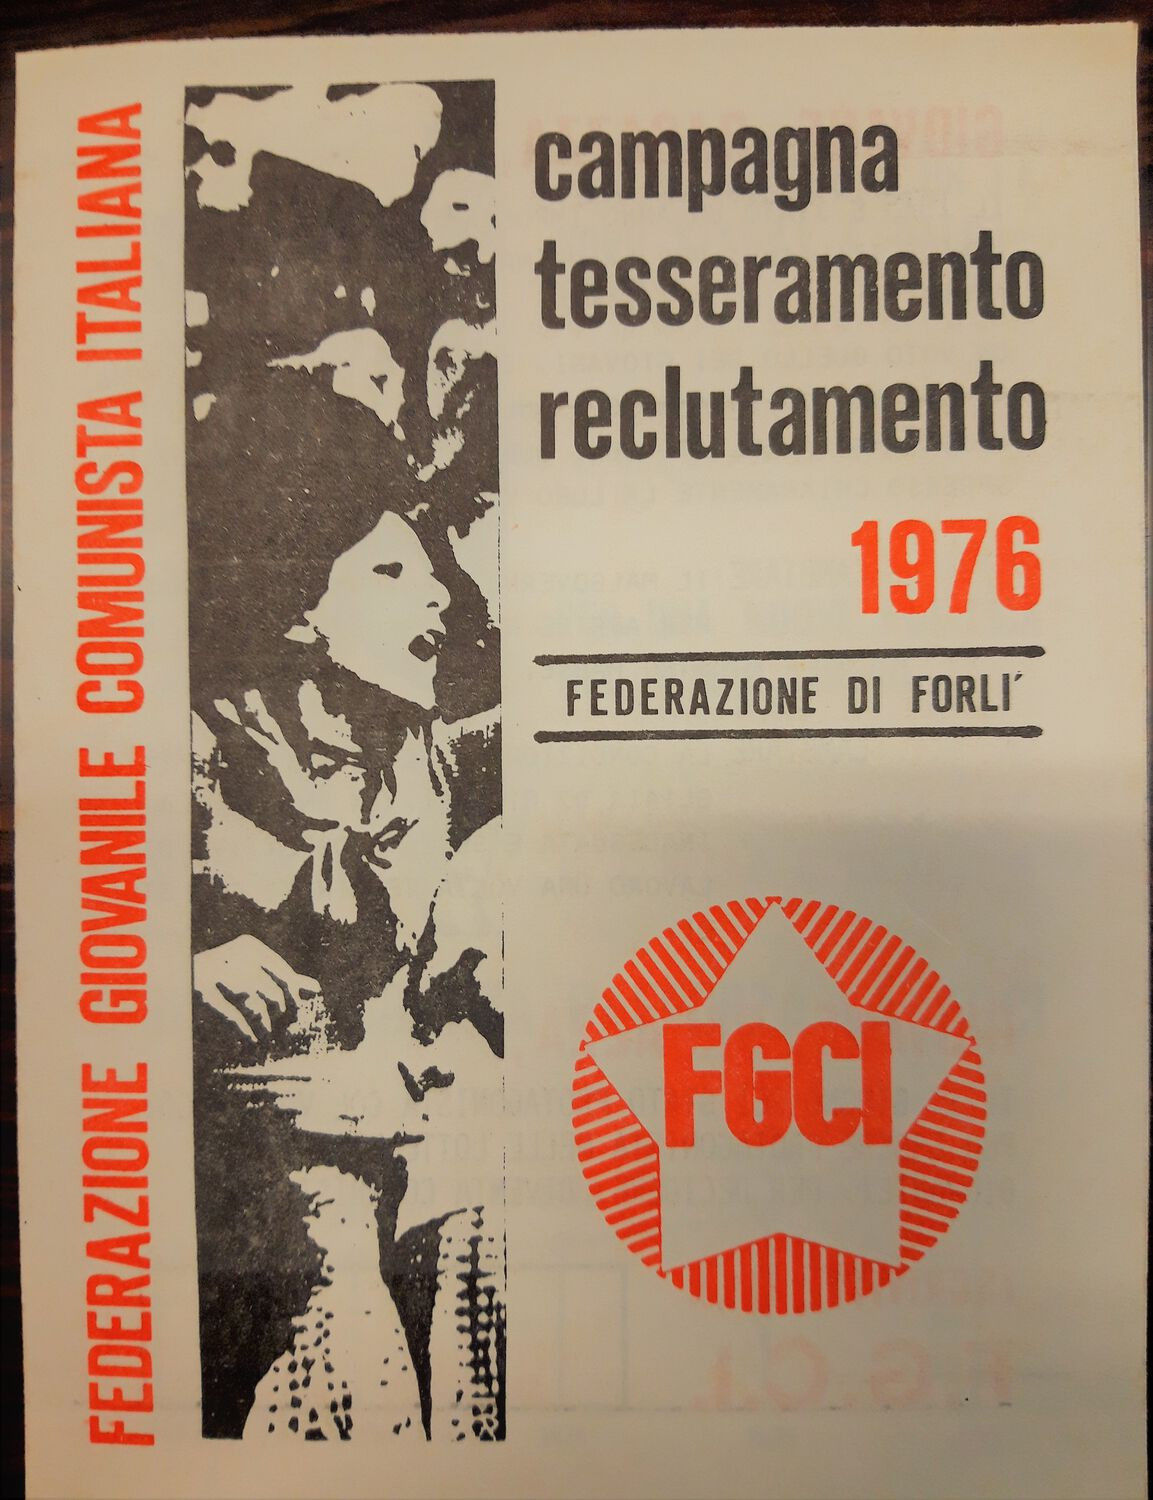 FEDERAZIONE GIOVANILE COMUNISTA ITALIANA
campagna
tesseramento
reclutamento
1976
FEDERAZIONE DI FORLI´
FGCI